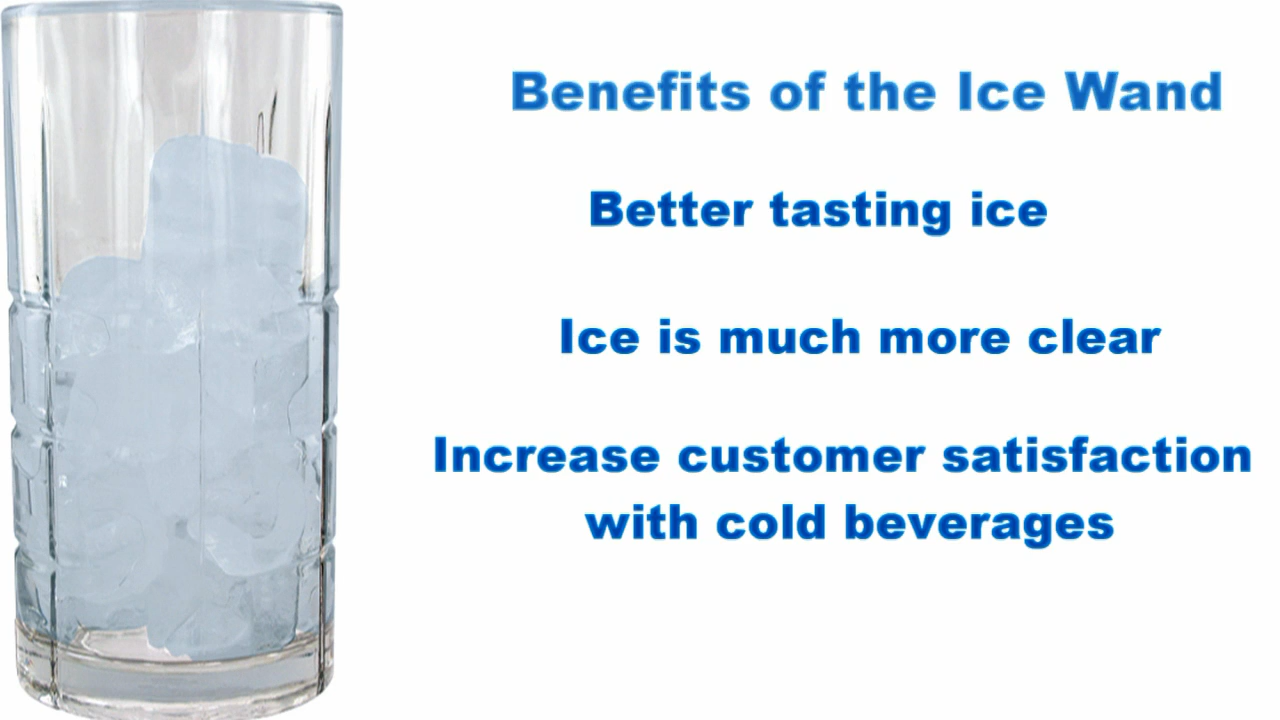 Benefits of the Ice Wand
Better tasting ice
Ice is much more clear
Increase customer satisfaction
with cold beverages